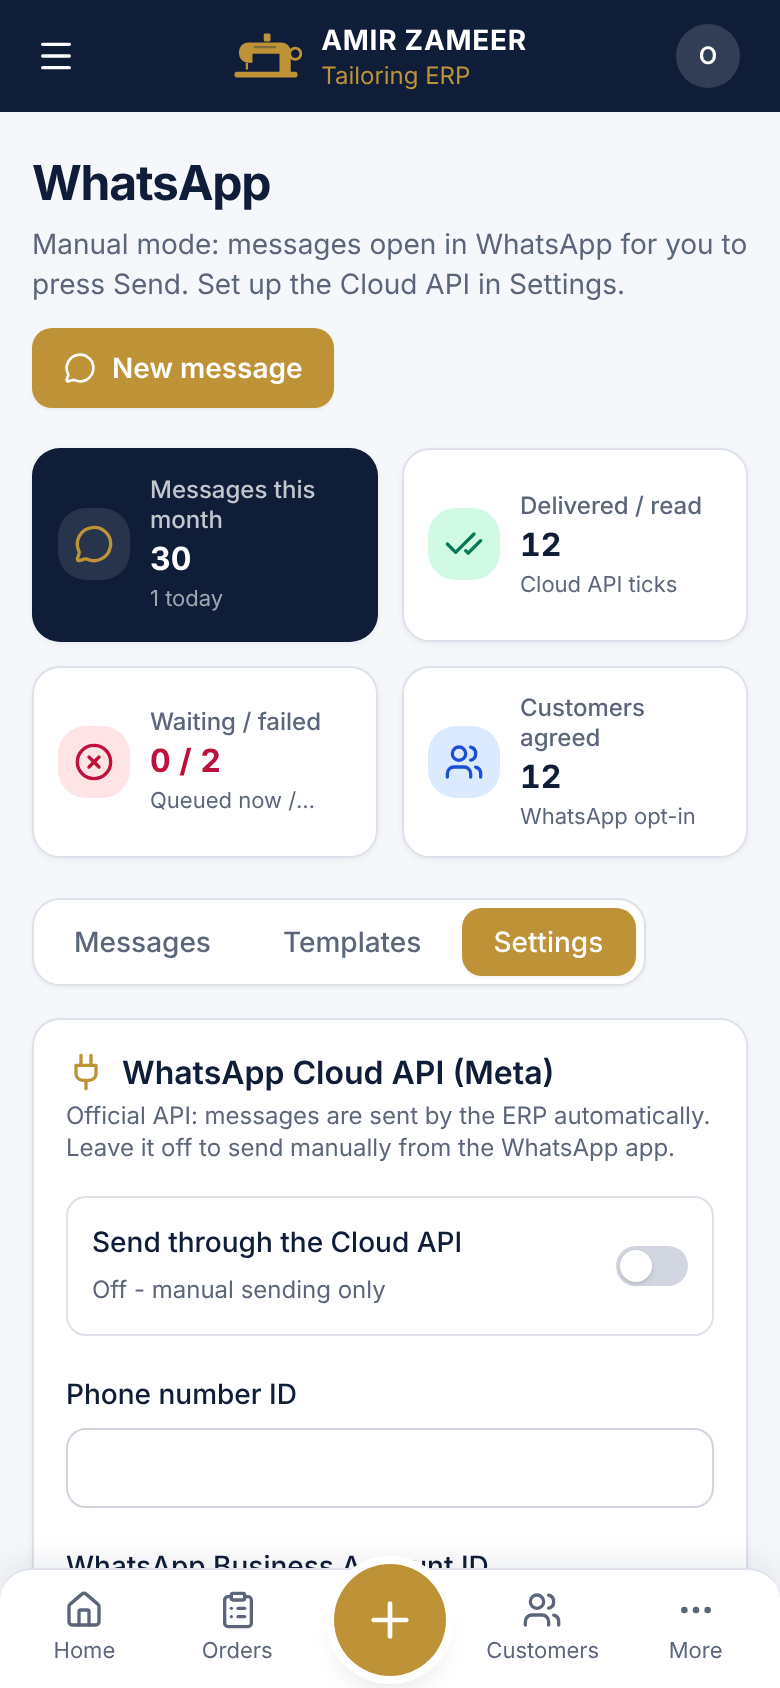 AMIR ZAMEER
Tailoring ERP
O
WhatsApp
Manual mode: messages open in WhatsApp for you to
press Send. Set up the Cloud API in Settings.
New message
Messages this
month
30
1 today
Delivered / read
12
Cloud API ticks
Waiting / failed
0 / 2
Queued now /...
Customers
agreed
12
WhatsApp opt-in
Messages
Templates
Settings
WhatsApp Cloud API (Meta)
Official API: messages are sent by the ERP automatically.
Leave it off to send manually from the WhatsApp app.
Send through the Cloud API
Off - manual sending only
Phone number ID
WhatsApp Business Account ID
Home
Orders
Customers
More